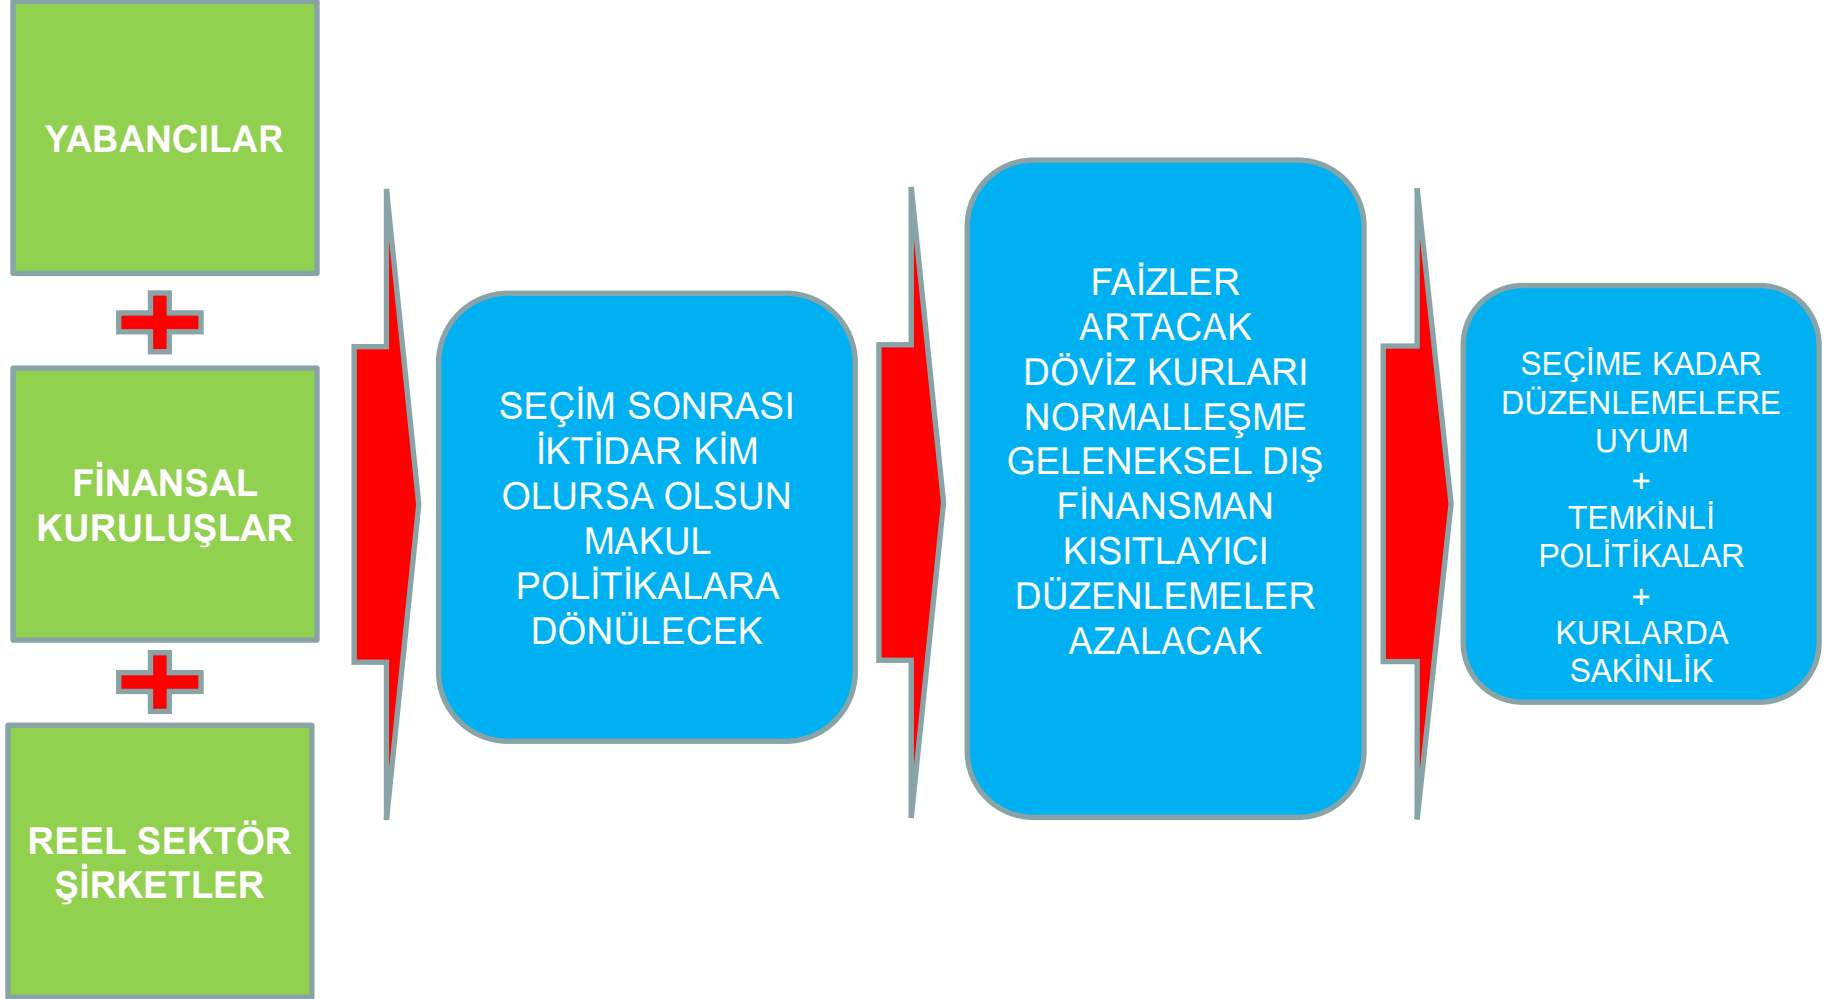 YABANCILAR
FİNANSAL
KURULUŞLAR
REEL SEKTÖR
ŞİRKETLER
SEÇİM SONRASI
İKTİDAR KİM
OLURSA OLSUN
MAKUL
POLİTİKALARA
DÖNÜLECEK
FAİZLER
ARTACAK
DÖVİZ KURLARI
NORMALLEŞME
GELENEKSEL DIŞ
FİNANSMAN
KISITLAYICI
DÜZENLEMELER
AZALACAK
SEÇİME KADAR
DÜZENLEMELERE
UYUM
+
TEMKİNLİ
POLİTİKALAR
+
KURLARDA
SAKİNLİK